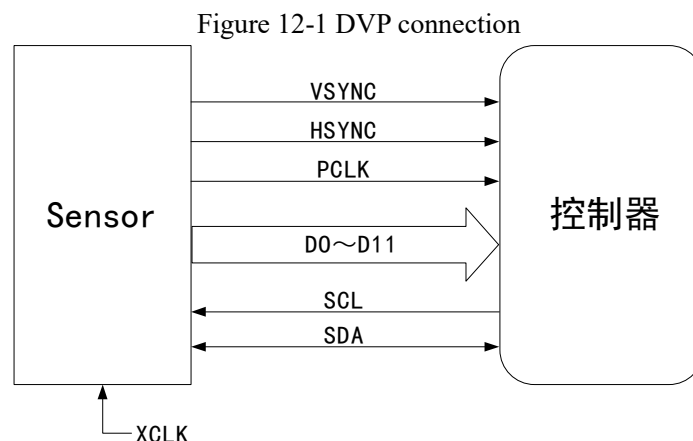 Figure 12-1 DVP connection
VSYNC
HSYNC
PCLK
Sensor
D0～D11
控制器
SCL
SDA
XCLK